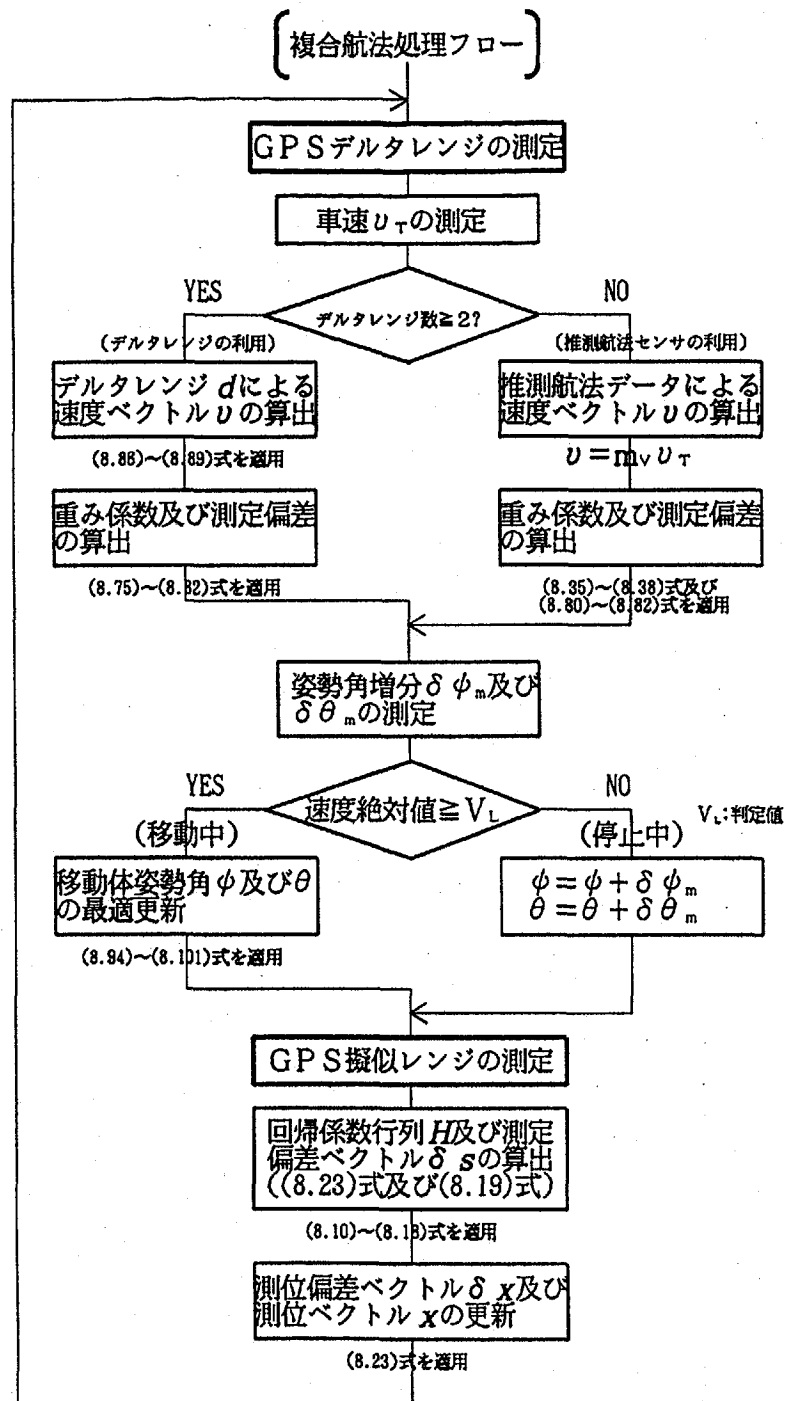 複合航法処理フロー
GPSデルタレンジの測定
車速υTの測定
YES
NO
デルタレンジ数≧2?
(デルタレンジの利用)
(推測航法センサの利用)
デルタレンジdによる
速度ベクトルυの算出
推測航法データによる
速度ベクトルυの算出
(8.86)～(8.89)式を適用
υ=mVυT
重み係数及び測定偏差
の算出
重み係数及び測定偏差
の算出
(8.75)～(8.82)式を適用
(8.35)～(8.38)式及び
(8.80)～(8.82)式を適用
姿勢角増分δψm及び
δθmの測定
YES
NO
速度絶対値≧VL
VL:判定値
(移動中)
(停止中)
移動体姿勢角ψ及びθ
の最適更新
ψ=ψ+δψm
θ=θ+δθm
(8.94)～(8.101)式を適用
GPS擬似レンジの測定
回帰係数行列H及び測定
偏差ベクトルδsの算出
((8.23)式及び(8.19)式)
(8.10)～(8.18)式を適用
測位偏差ベクトルδx及び
測位ベクトルxの更新
(8.23)式を適用